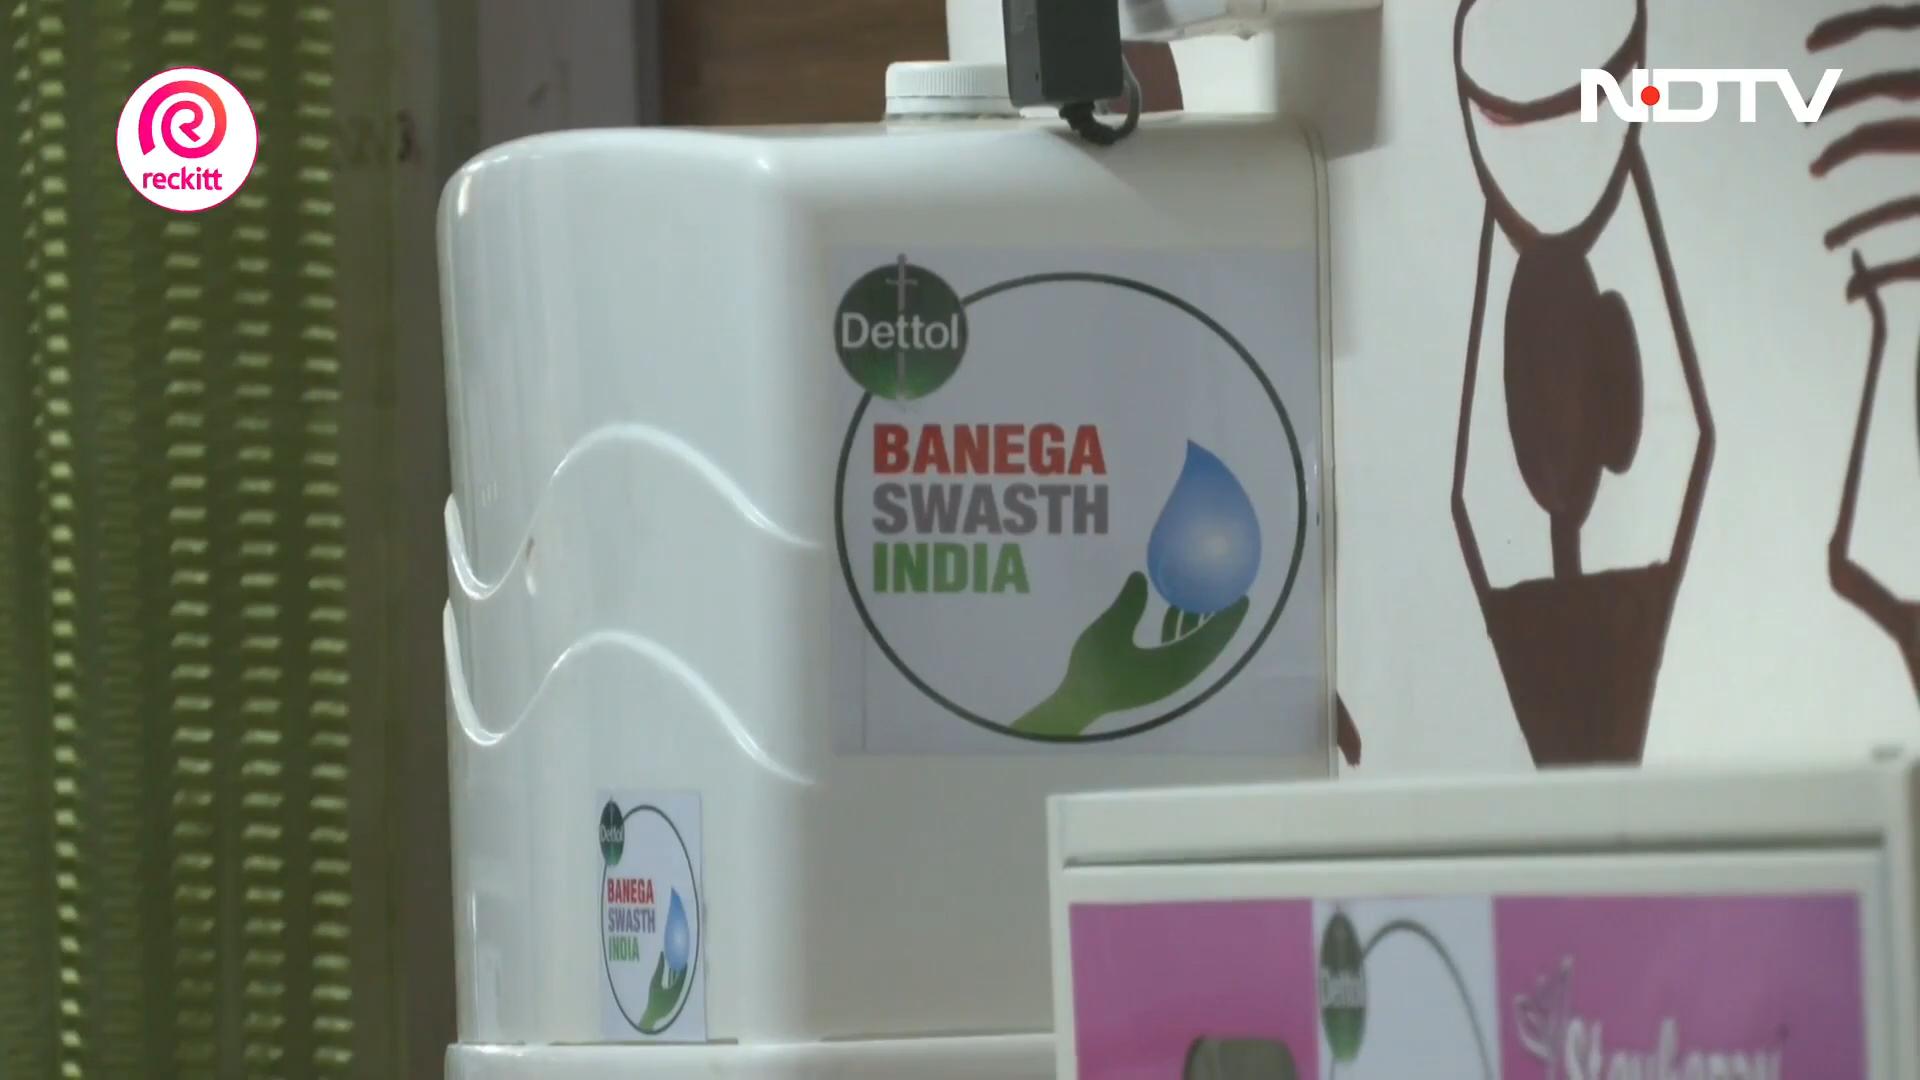 reckitt
NDTV
Dettol
BANEGA
SWASTH
INDIA
Dettol
BANEGA
SWASTH
INDIA
Dettol